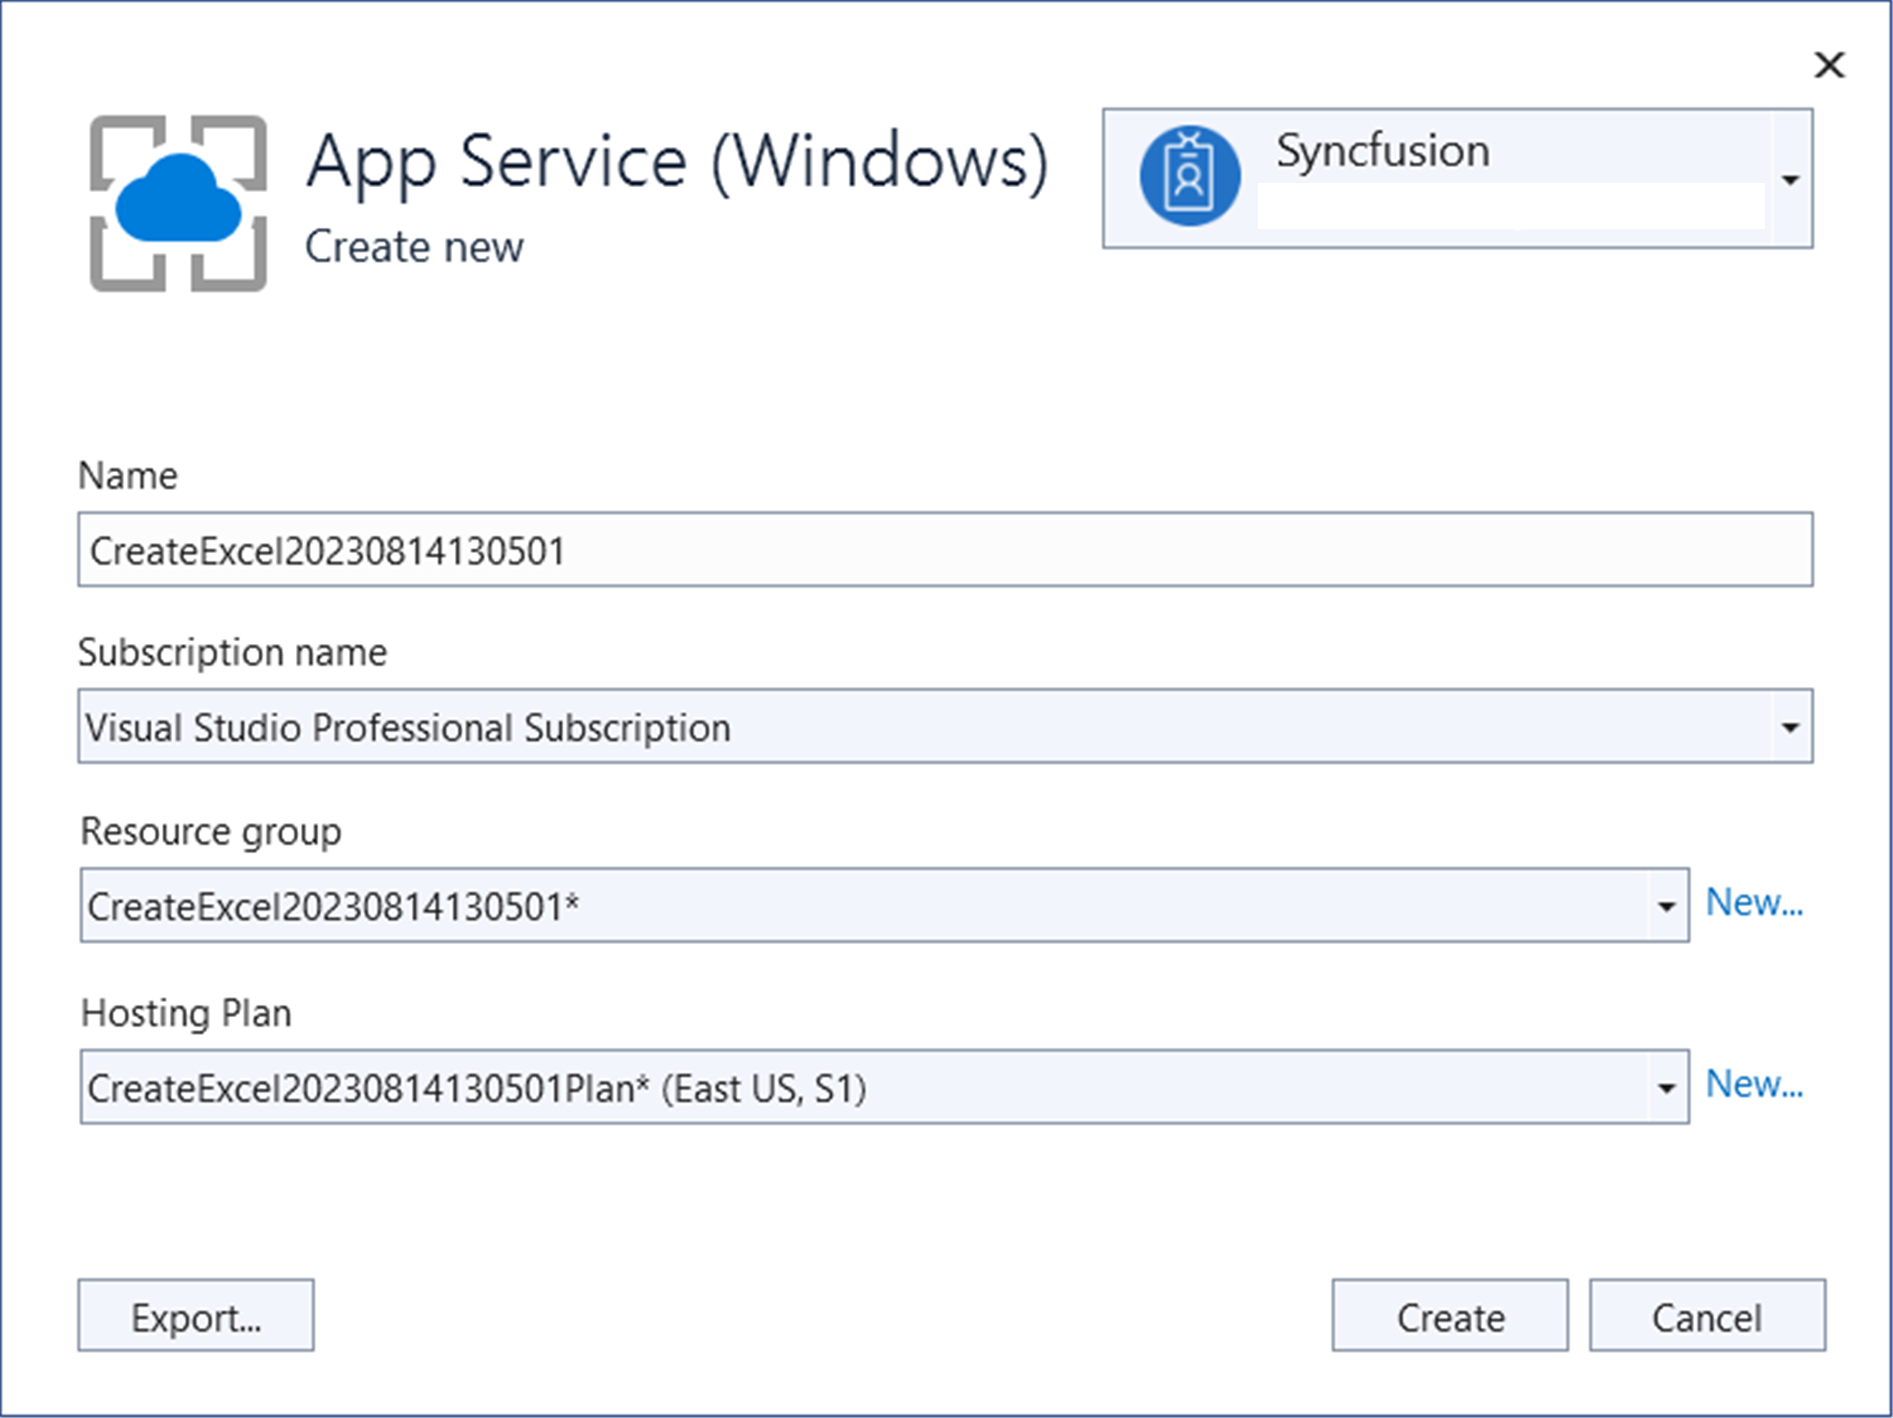 App Service (Windows)
Create new
Syncfusion
Name
CreateExcel20230814130501
Subscription name
Visual Studio Professional Subscription
Resource group
CreateExcel20230814130501*
New...
Hosting Plan
CreateExcel20230814130501Plan* (East US, S1)
New...
Export...
Create
Cancel